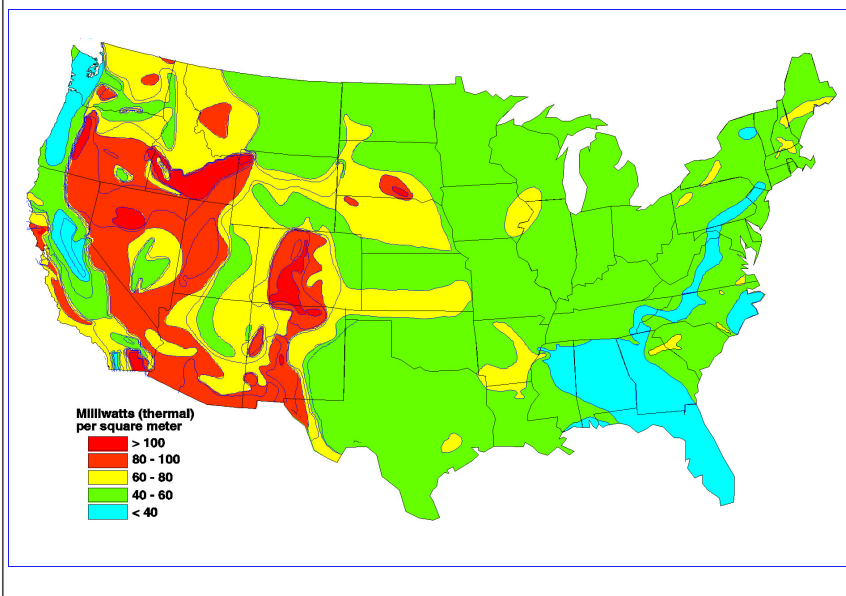 Milliwatts (thermal)
per square meter
> 100
80 - 100
60 - 80
40 - 60
< 40